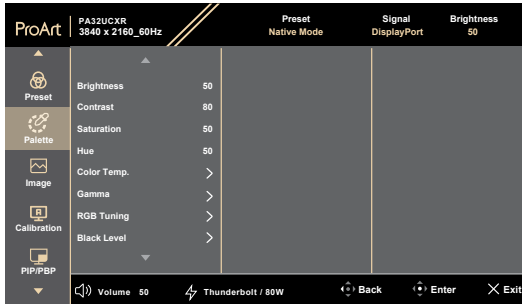 ProArt
PA32UCXR
3840 x 2160_60Hz
Preset
Native Mode
Signal
DisplayPort
Brightness
50
Preset
Palette
Image
Calibration
PIP/PBP
Brightness 50
Contrast 80
Saturation 50
Hue 50
Color Temp.
Gamma
RGB Tuning
Black Level
Volume 50
Thunderbolt / 80W
Back
Enter
Exit